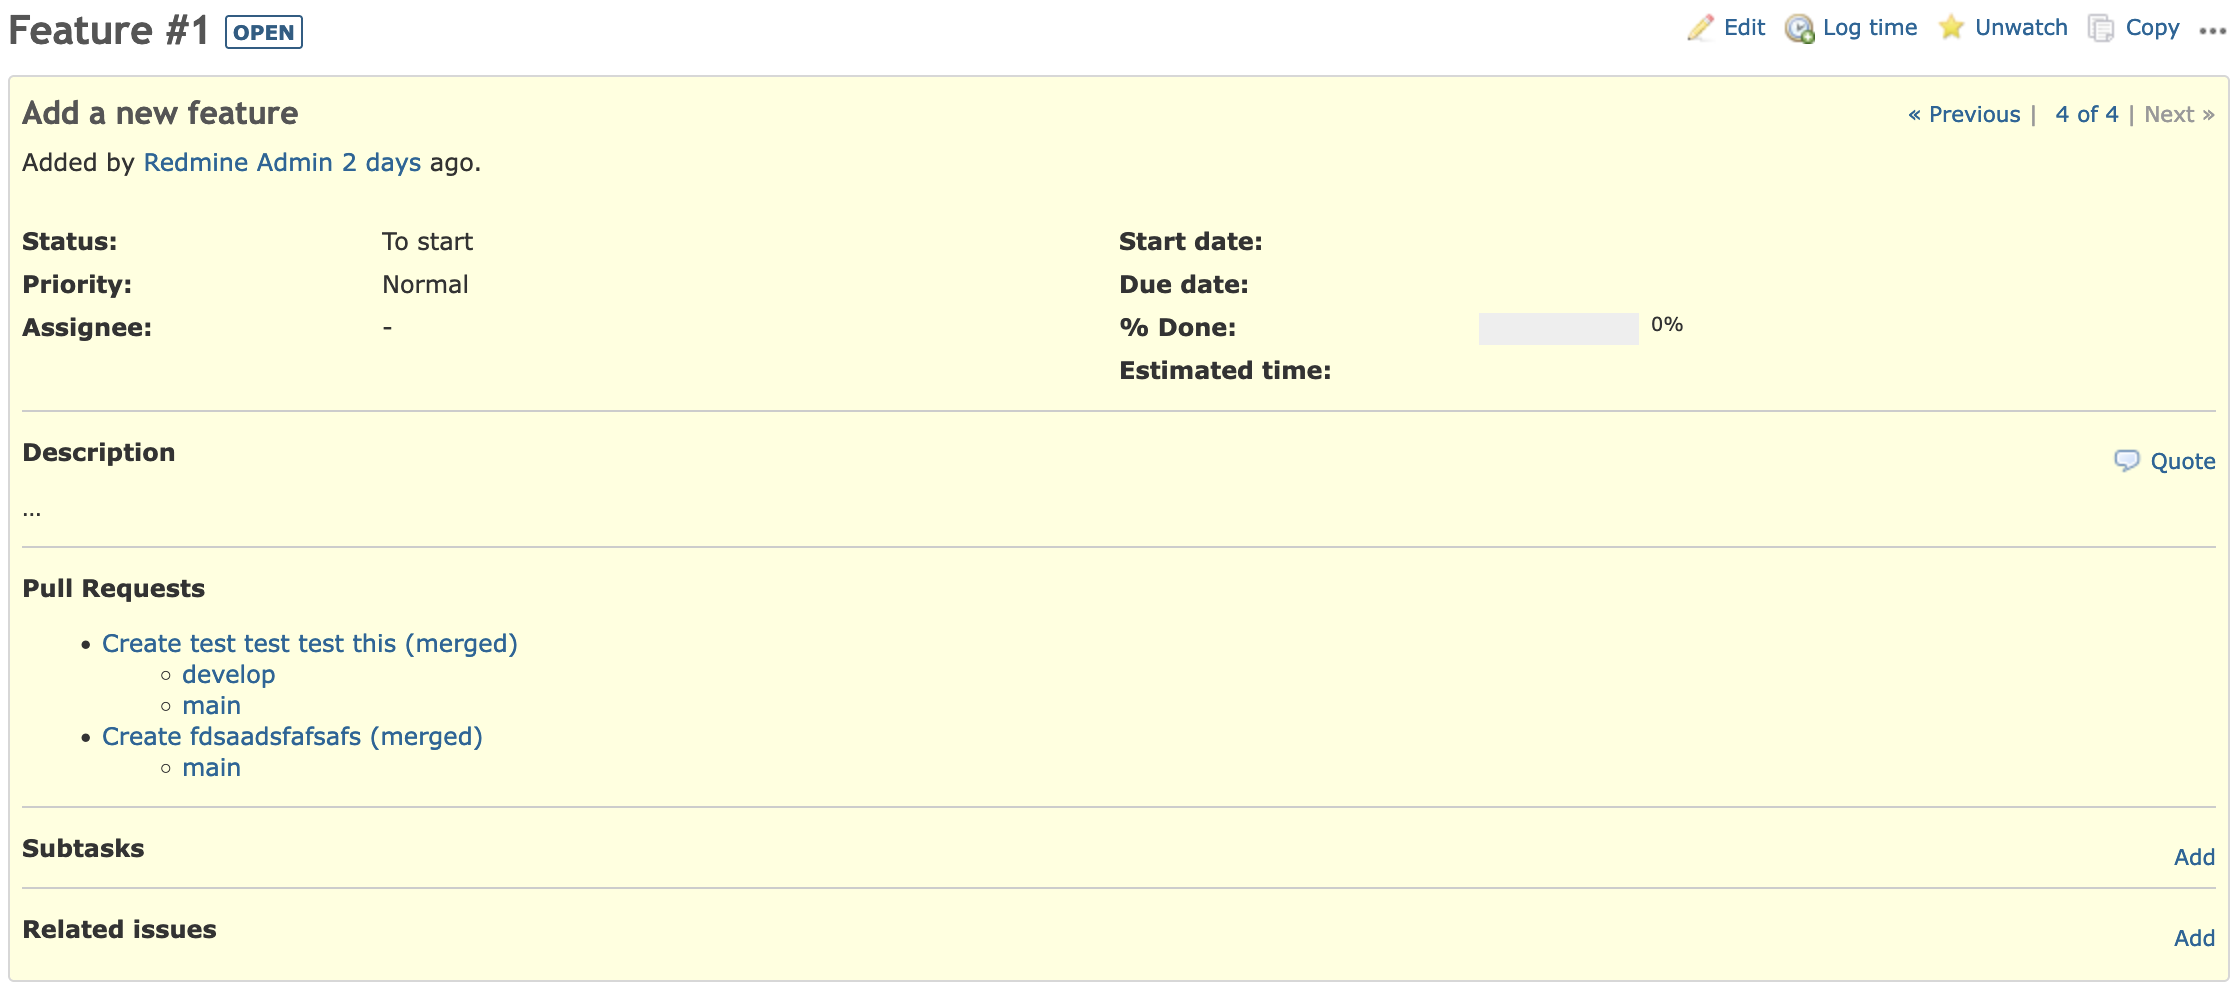 Feature #1 OPEN
Edit Log time Unwatch Copy ...
Add a new feature
« Previous | 4 of 4 | Next »
Added by Redmine Admin 2 days ago.
Status: To start
Start date:
Priority: Normal
Due date:
Assignee: -
% Done: 0%
Estimated time:
Description
Quote
...
Pull Requests
• Create test test test this (merged)
◦ develop
◦ main
• Create fdsaadsfafsafs (merged)
◦ main
Subtasks
Add
Related issues
Add